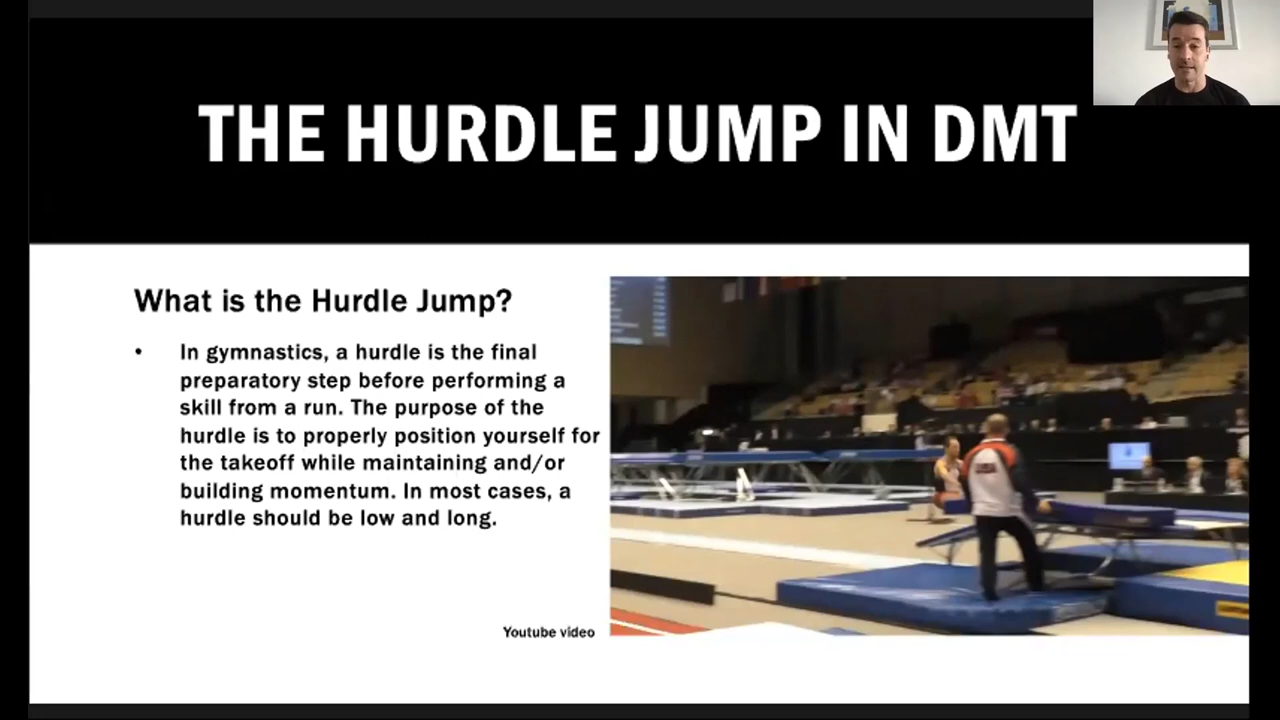 THE HURDLE JUMP IN DMT
What is the Hurdle Jump?
• In gymnastics, a hurdle is the final
preparatory step before performing a
skill from a run. The purpose of the
hurdle is to properly position yourself for
the takeoff while maintaining and/or
building momentum. In most cases, a
hurdle should be low and long.
USA
Youtube video